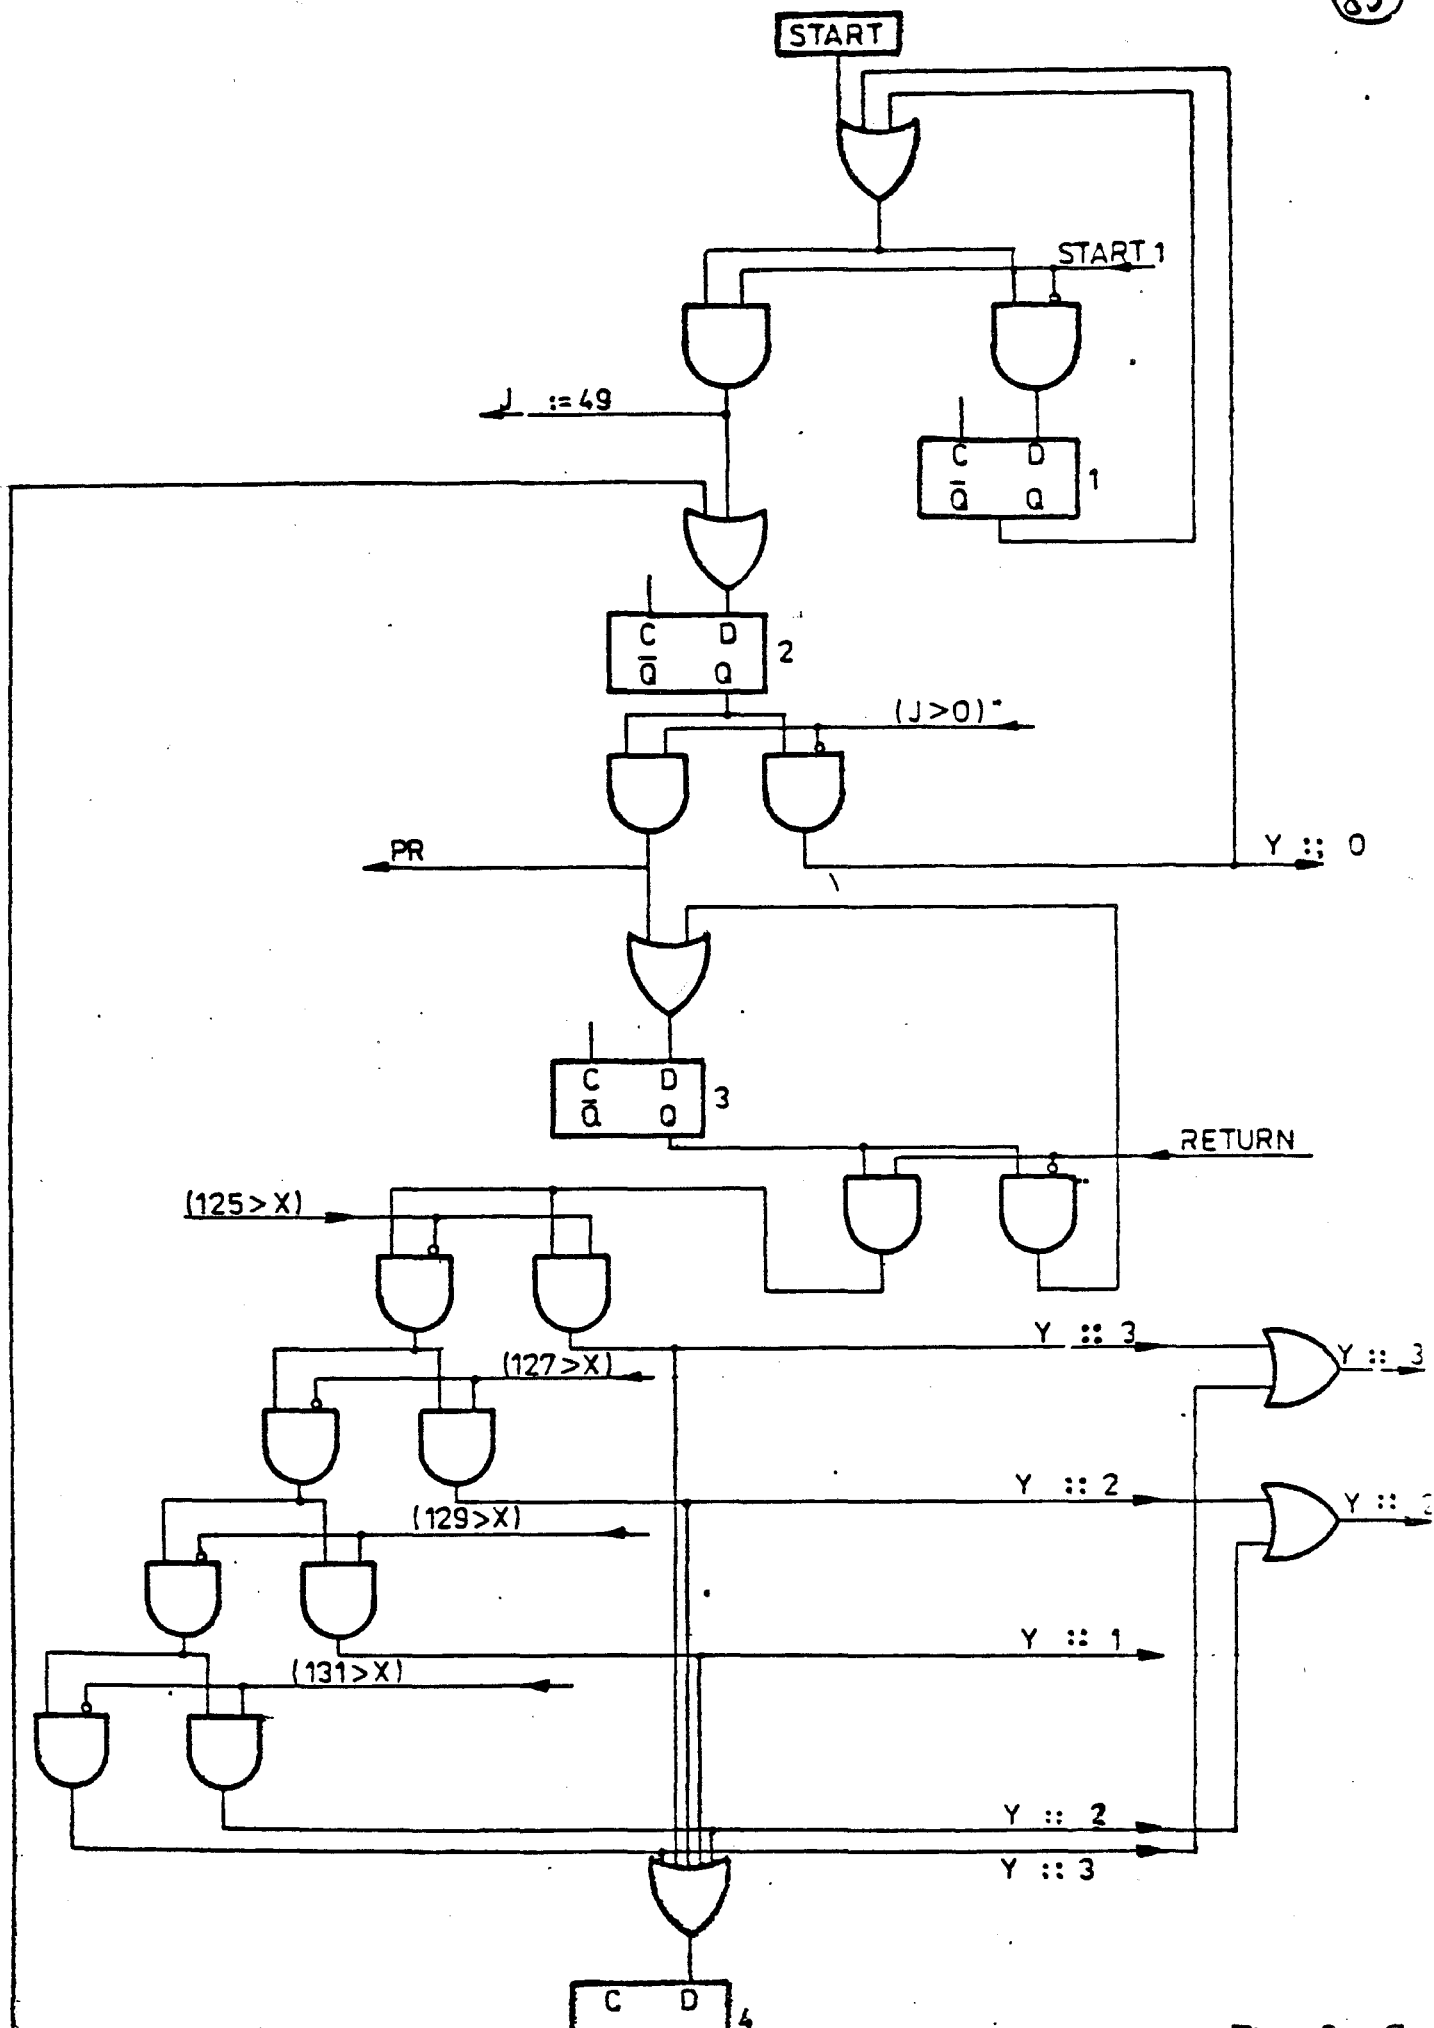 START
START 1
J := 49
C D
Q̅ Q
1
C D
Q̅ Q
2
(J>0)
PR
Y :: 0
C D
Q̅ Q
3
RETURN
(125>X)
Y :: 3
Y :: 3
(127>X)
Y :: 2
Y ::
(129>X)
Y :: 1
(131>X)
Y :: 2
Y :: 3
C D
4